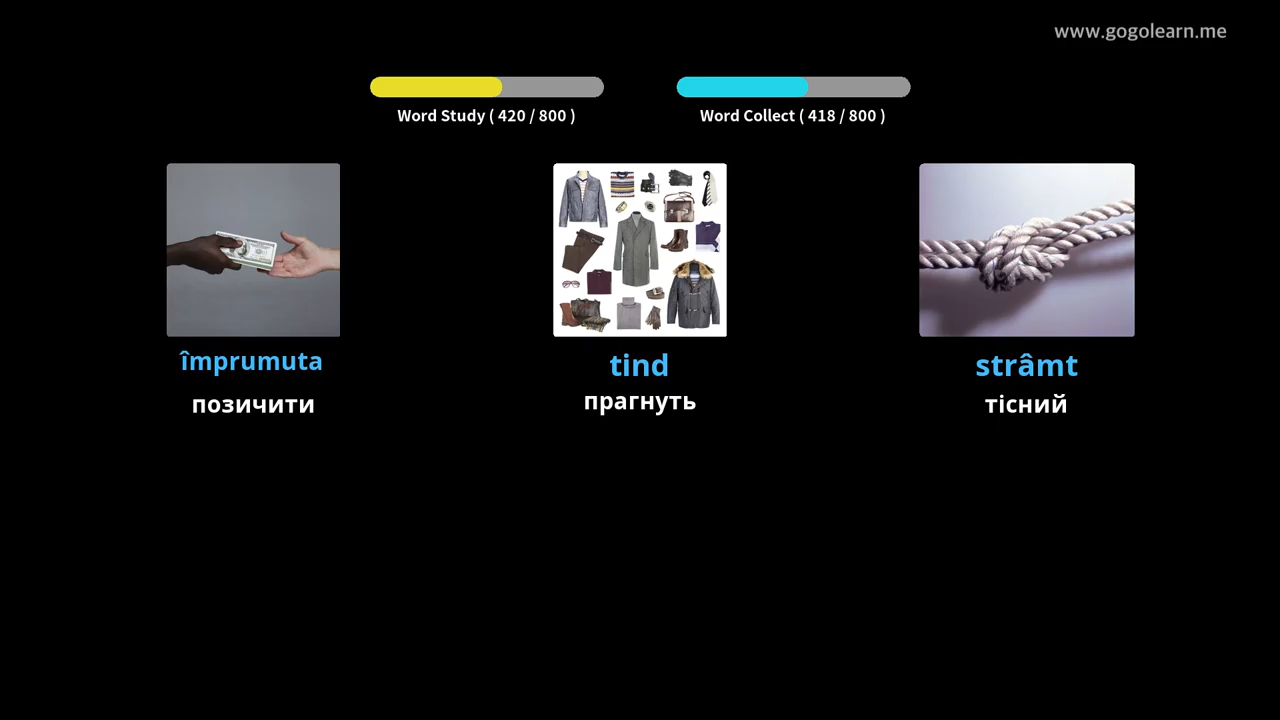 www.gogolearn.me
Word Study ( 420 / 800 )
Word Collect ( 418 / 800 )
împrumuta
позичити
tind
прагнуть
strâmt
тісний